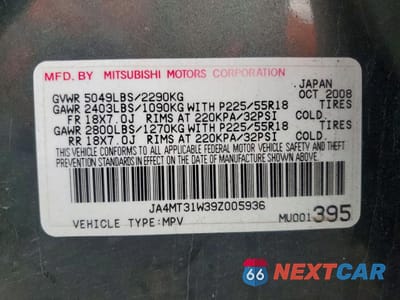 MFD. BY MITSUBISHI MOTORS CORPORATION
JAPAN
GVWR 5049LBS/2290KG OCT 2008
GAWR 2403LBS/1090KG WITH P225/55R18
FR 18X7.0J RIMS AT 220KPA/32PSI COLD.
GAWR 2800LBS/1270KG WITH P225/55R18
RR 18X7.0J RIMS AT 220KPA/32PSI COLD.
THIS VEHICLE CONFORMS TO ALL APPLICABLE FEDERAL MOTOR VEHICLE SAFETY, BUMPER AND THEFT
PREVENTION STANDARDS IN EFFECT ON THE DATE OF MANUFACTURE SHOWN ABOVE.
JA4MT31W39Z005936
VEHICLE TYPE:MPV MU001395
66 NEXTCAR